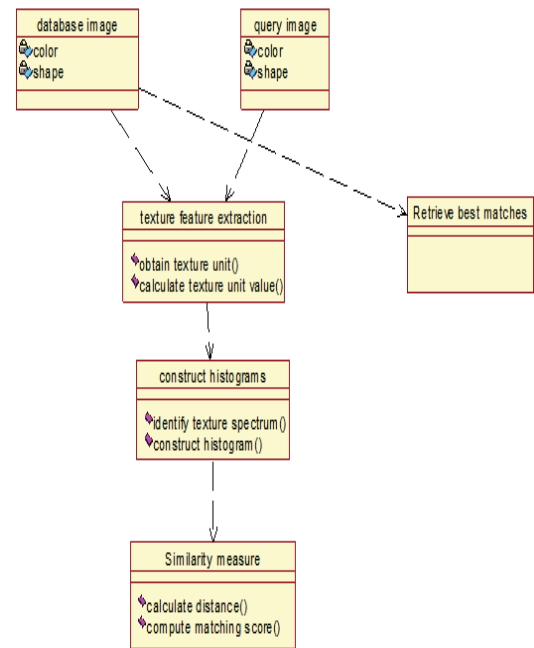 database image
color
shape
query image
color
shape
texture feature extraction
obtain texture unit()
calculate texture unit value()
Retrieve best matches
construct histograms
identify texture spectrum()
construct histogram()
Similarity measure
calculate distance()
compute matching score()